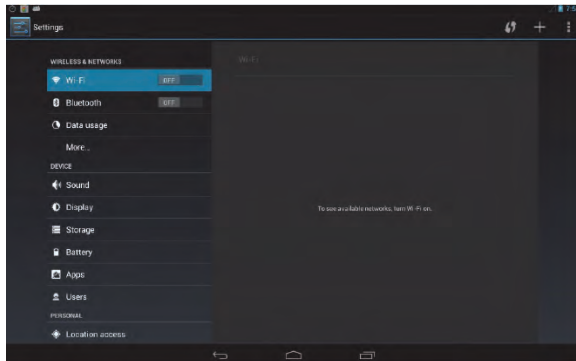 Settings
WIRELESS & NETWORKS
Wi-Fi
OFF
Bluetooth
OFF
Data usage
More...
DEVICE
Sound
Display
Storage
Battery
Apps
Users
PERSONAL
Location access
Wi-Fi
To see available networks, turn Wi-Fi on.